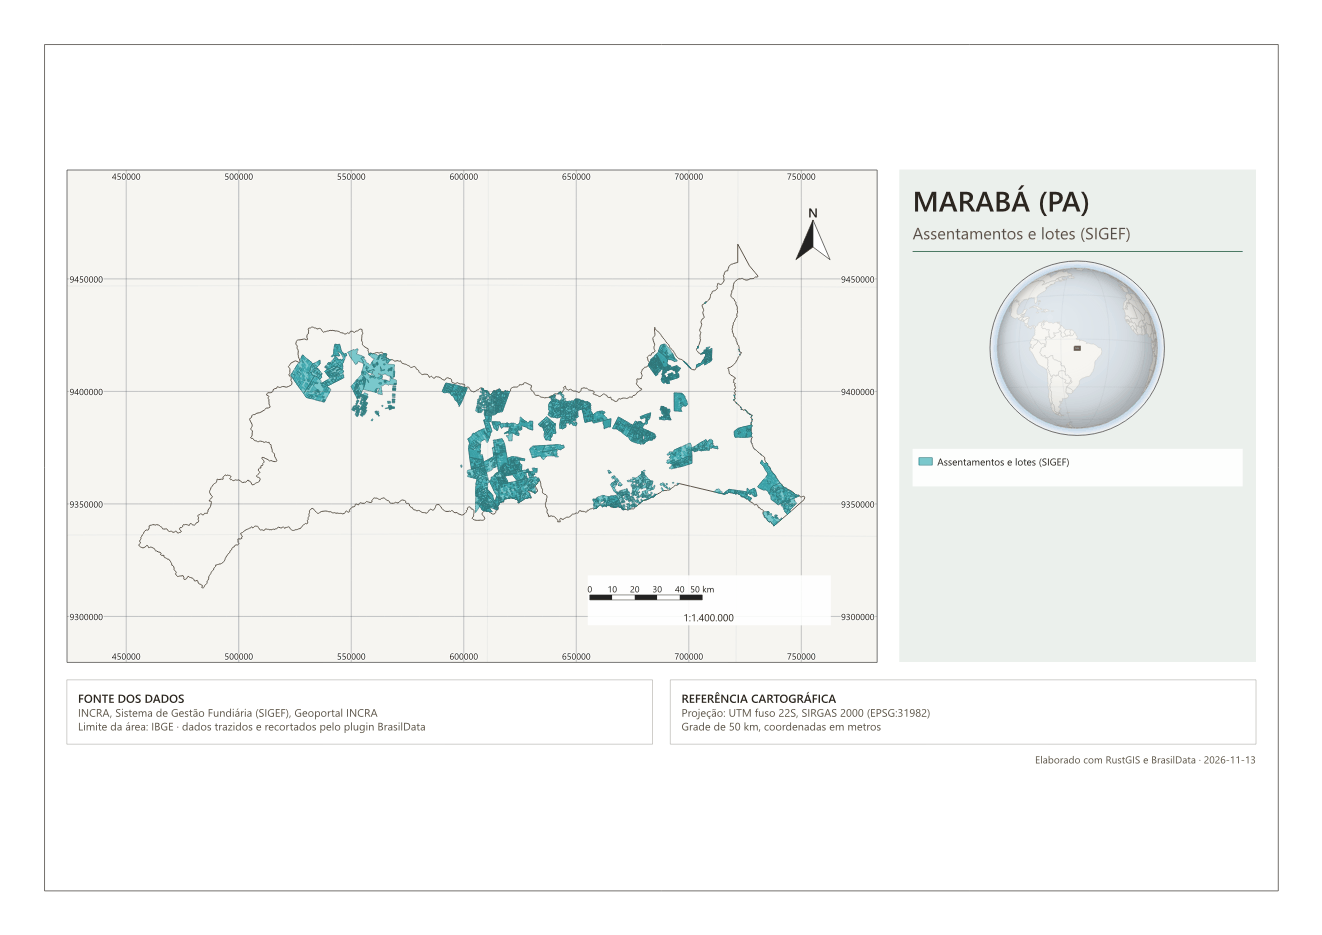 450000 500000 550000 600000 650000 700000 750000
N
9450000 9450000
9400000 9400000
9350000 9350000
0 10 20 30 40 50 km
1:1.400.000
9300000 9300000
450000 500000 550000 600000 650000 700000 750000
MARABÁ (PA)
Assentamentos e lotes (SIGEF)
Assentamentos e lotes (SIGEF)
FONTE DOS DADOS
INCRA, Sistema de Gestão Fundiária (SIGEF), Geoportal INCRA
Limite da área: IBGE · dados trazidos e recortados pelo plugin BrasilData
REFERÊNCIA CARTOGRÁFICA
Projeção: UTM fuso 22S, SIRGAS 2000 (EPSG:31982)
Grade de 50 km, coordenadas em metros
Elaborado com RustGIS e BrasilData · 2026-11-13